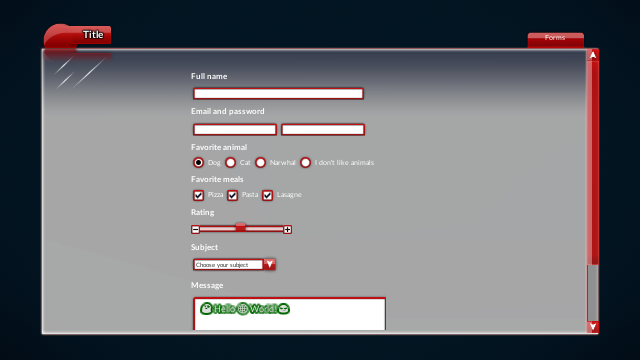 Title
Forms
Full name
Email and password
Favorite animal
Dog Cat Narwhal I don't like animals
Favorite meals
Pizza Pasta Lasagne
Rating
Subject
Choose your subject
Message
Hello World!